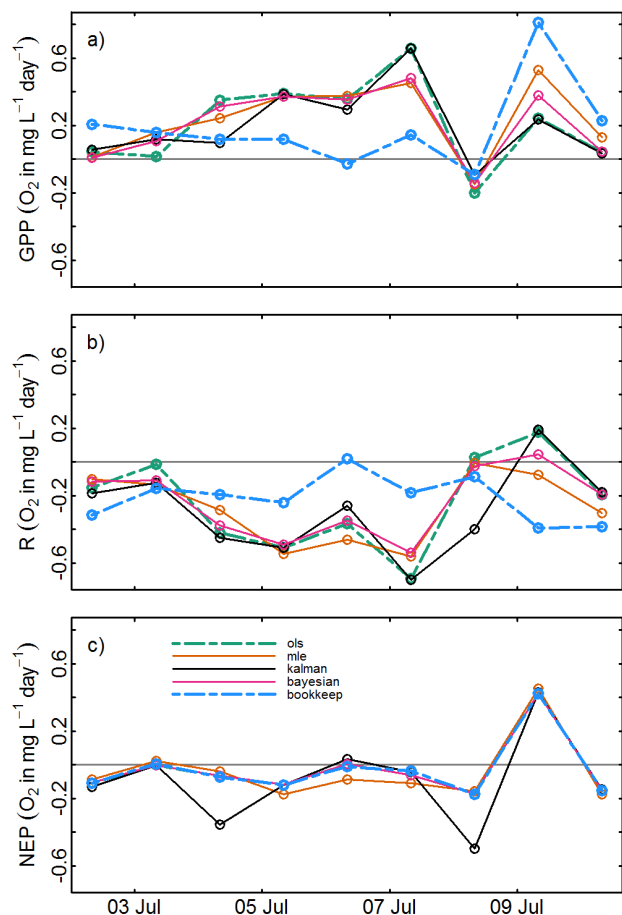 a)
0.6
0.2
-0.2
-0.6
GPP (O₂ in mg L⁻¹ day⁻¹)
b)
0.6
0.2
-0.2
-0.6
R (O₂ in mg L⁻¹ day⁻¹)
c)
ols
mle
kalman
bayesian
bookkeep
0.6
0.2
-0.2
-0.6
NEP (O₂ in mg L⁻¹ day⁻¹)
03 Jul 05 Jul 07 Jul 09 Jul